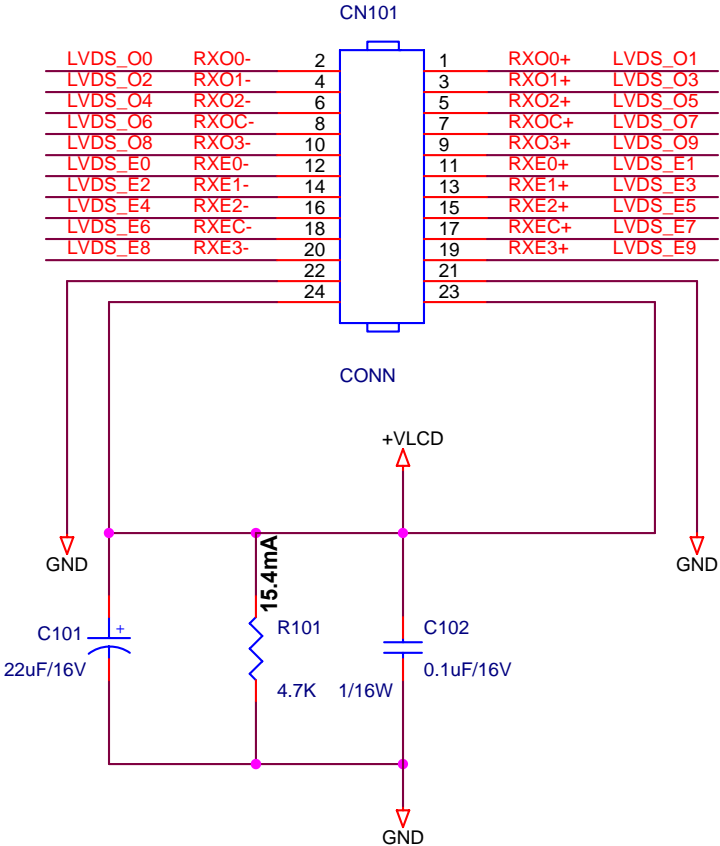 CN101
LVDS_O0 RXO0- 2 1 RXO0+ LVDS_O1
LVDS_O2 RXO1- 4 3 RXO1+ LVDS_O3
LVDS_O4 RXO2- 6 5 RXO2+ LVDS_O5
LVDS_O6 RXOC- 8 7 RXOC+ LVDS_O7
LVDS_O8 RXO3- 10 9 RXO3+ LVDS_O9
LVDS_E0 RXE0- 12 11 RXE0+ LVDS_E1
LVDS_E2 RXE1- 14 13 RXE1+ LVDS_E3
LVDS_E4 RXE2- 16 15 RXE2+ LVDS_E5
LVDS_E6 RXEC- 18 17 RXEC+ LVDS_E7
LVDS_E8 RXE3- 20 19 RXE3+ LVDS_E9
22 21
24 23
CONN
+VLCD
GND GND
15.4mA
C101 + R101 C102
22uF/16V 4.7K 1/16W 0.1uF/16V
GND